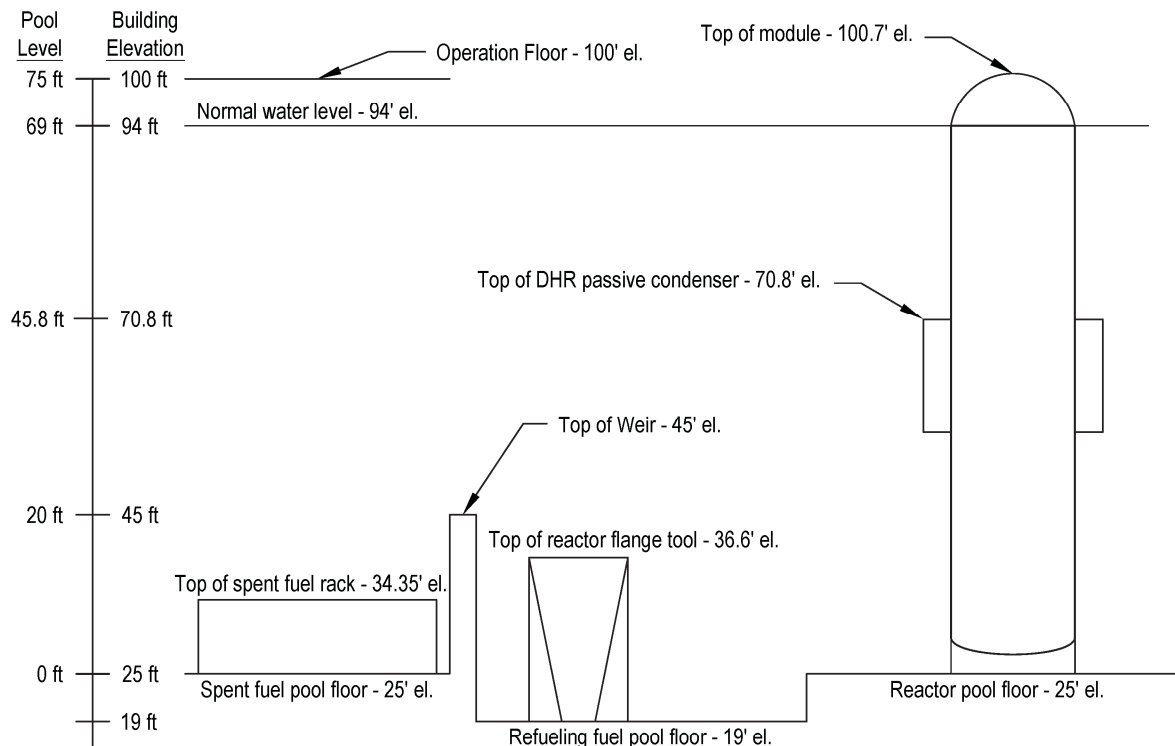 Pool Level
Building Elevation
75 ft
100 ft
Operation Floor - 100' el.
Top of module - 100.7' el.
Normal water level - 94' el.
69 ft
94 ft
Top of DHR passive condenser - 70.8' el.
45.8 ft
70.8 ft
Top of Weir - 45' el.
20 ft
45 ft
Top of reactor flange tool - 36.6' el.
Top of spent fuel rack - 34.35' el.
0 ft
25 ft
Spent fuel pool floor - 25' el.
Reactor pool floor - 25' el.
19 ft
Refueling fuel pool floor - 19' el.